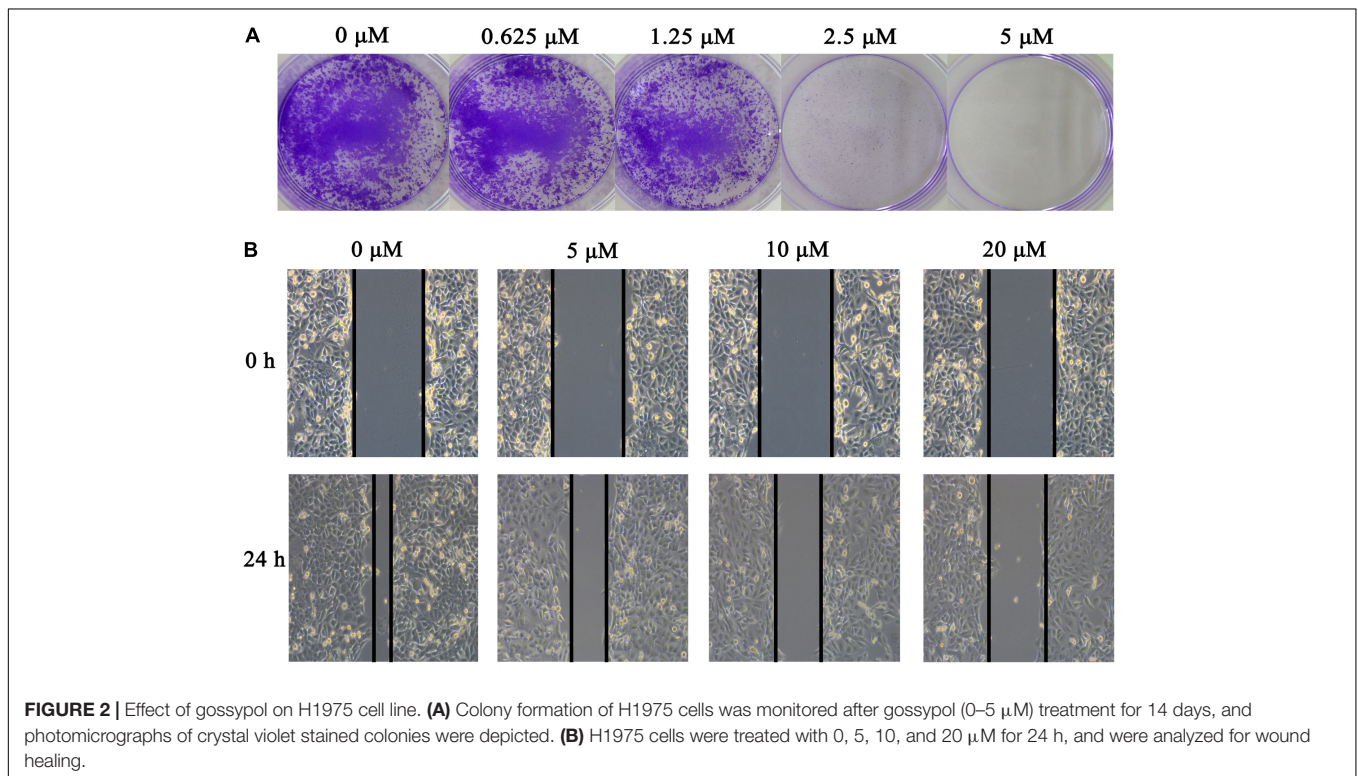 A 0 μM 0.625 μM 1.25 μM 2.5 μM 5 μM
B 0 μM 5 μM 10 μM 20 μM
0 h
24 h
FIGURE 2 | Effect of gossypol on H1975 cell line. (A) Colony formation of H1975 cells was monitored after gossypol (0–5 μM) treatment for 14 days, and
photomicrographs of crystal violet stained colonies were depicted. (B) H1975 cells were treated with 0, 5, 10, and 20 μM for 24 h, and were analyzed for wound
healing.